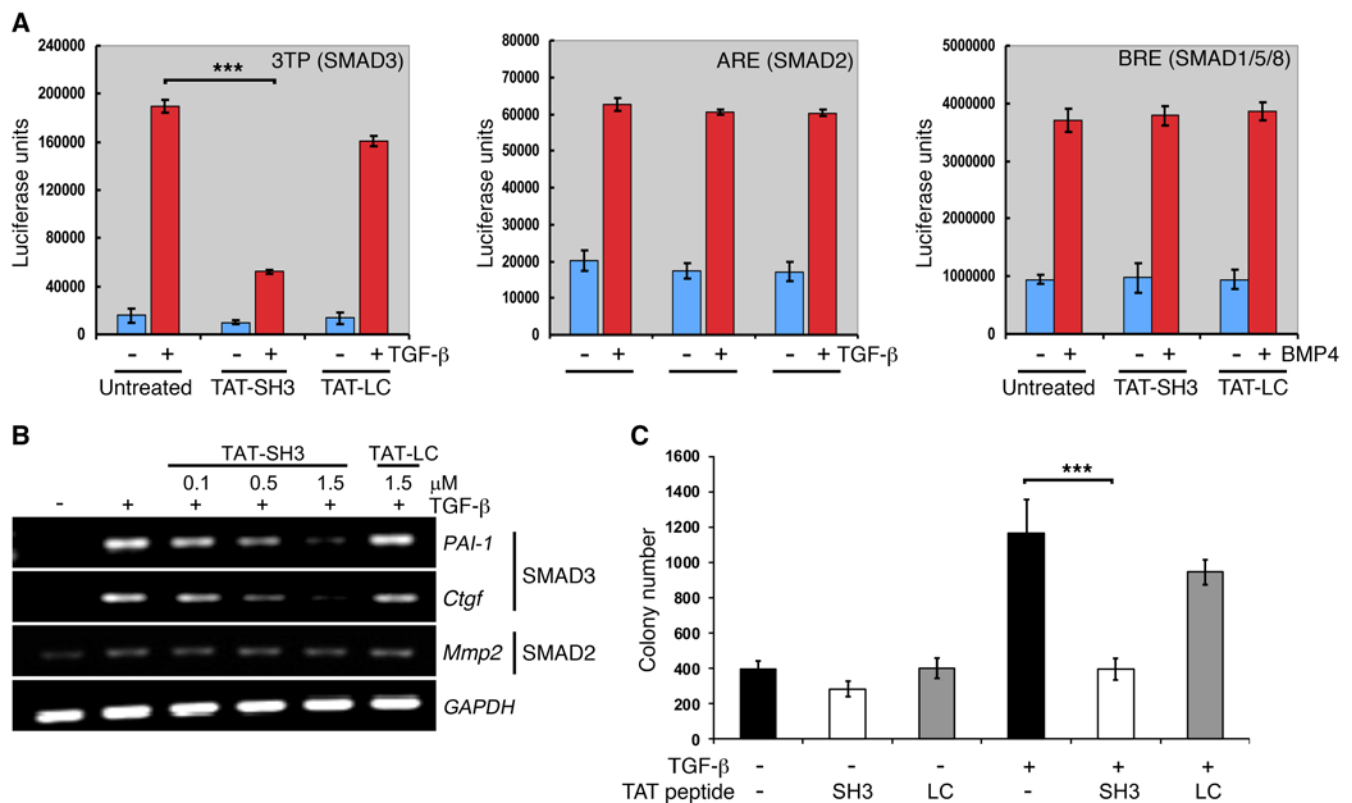 A
3TP (SMAD3)
***
Luciferase units
240000
200000
160000
120000
80000
40000
0
- + - + - + TGF-β
Untreated TAT-SH3 TAT-LC
ARE (SMAD2)
Luciferase units
80000
70000
60000
50000
40000
30000
20000
10000
0
- + - + - + TGF-β
BRE (SMAD1/5/8)
Luciferase units
5000000
4000000
3000000
2000000
1000000
0
- + - + - + BMP4
Untreated TAT-SH3 TAT-LC
B
TAT-SH3 TAT-LC
0.1 0.5 1.5 1.5 μM
- + + + + + TGF-β
PAI-1
Ctgf
SMAD3
Mmp2 SMAD2
GAPDH
C
***
Colony number
1600
1400
1200
1000
800
600
400
200
0
TGF-β - - - + + +
TAT peptide - SH3 LC - SH3 LC